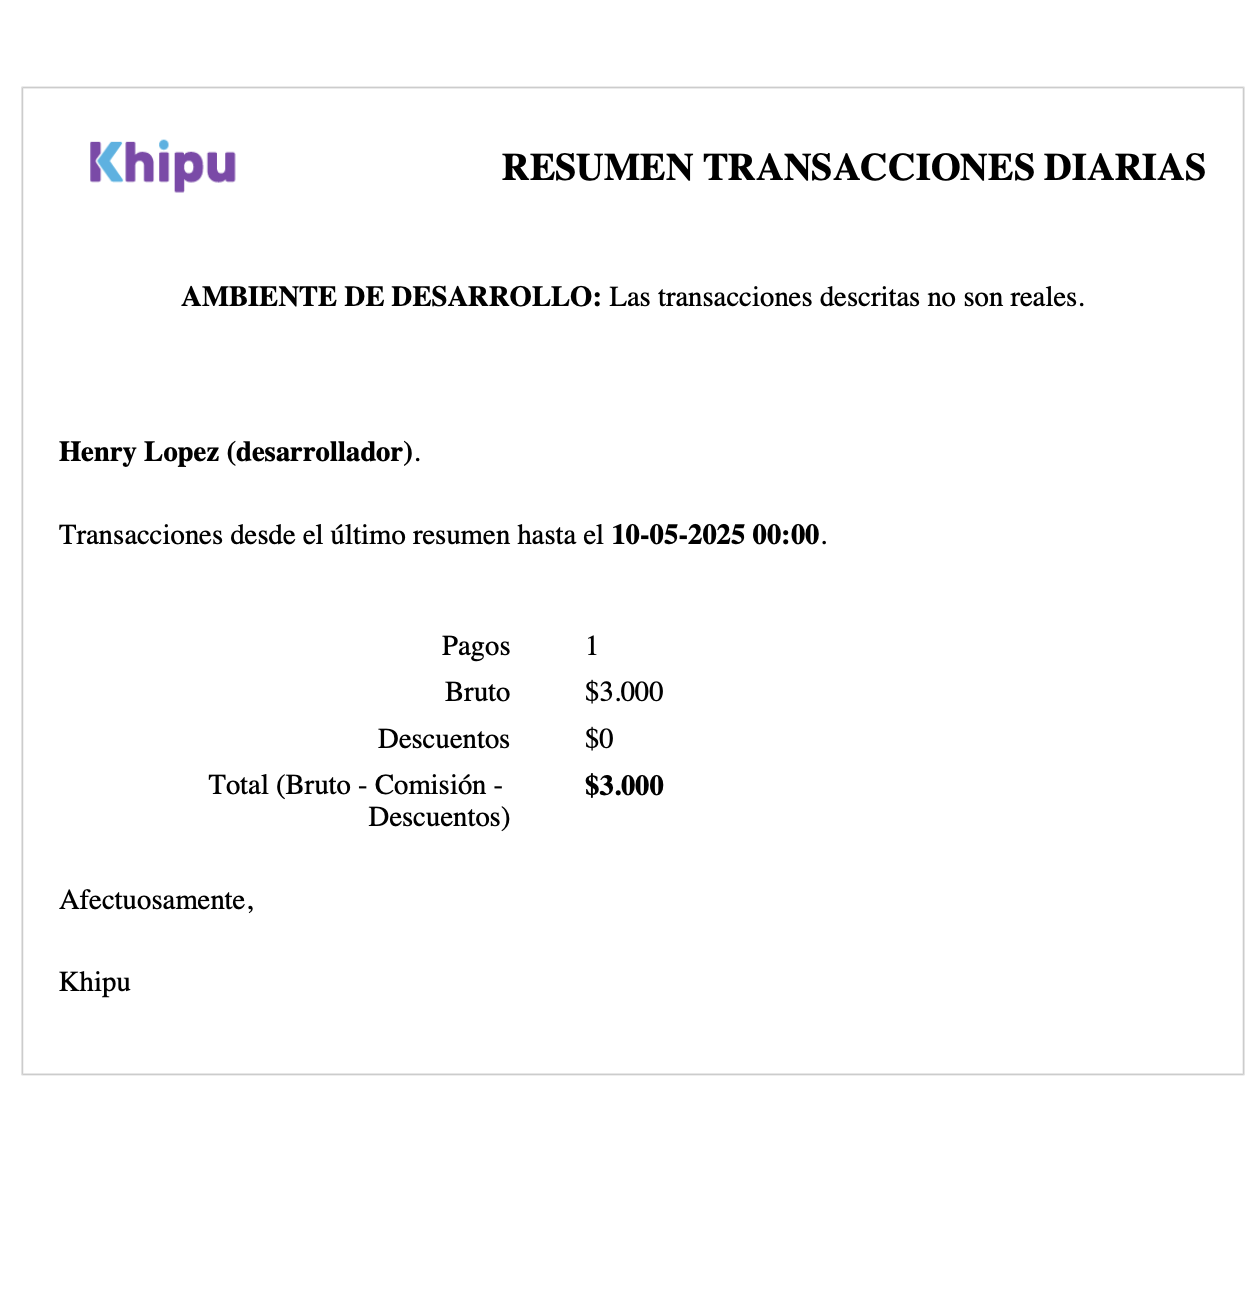 Khipu
RESUMEN TRANSACCIONES DIARIAS
AMBIENTE DE DESARROLLO: Las transacciones descritas no son reales.
Henry Lopez (desarrollador).
Transacciones desde el último resumen hasta el 10-05-2025 00:00.
Pagos 1
Bruto $3.000
Descuentos $0
Total (Bruto - Comisión - $3.000
Descuentos)
Afectuosamente,
Khipu